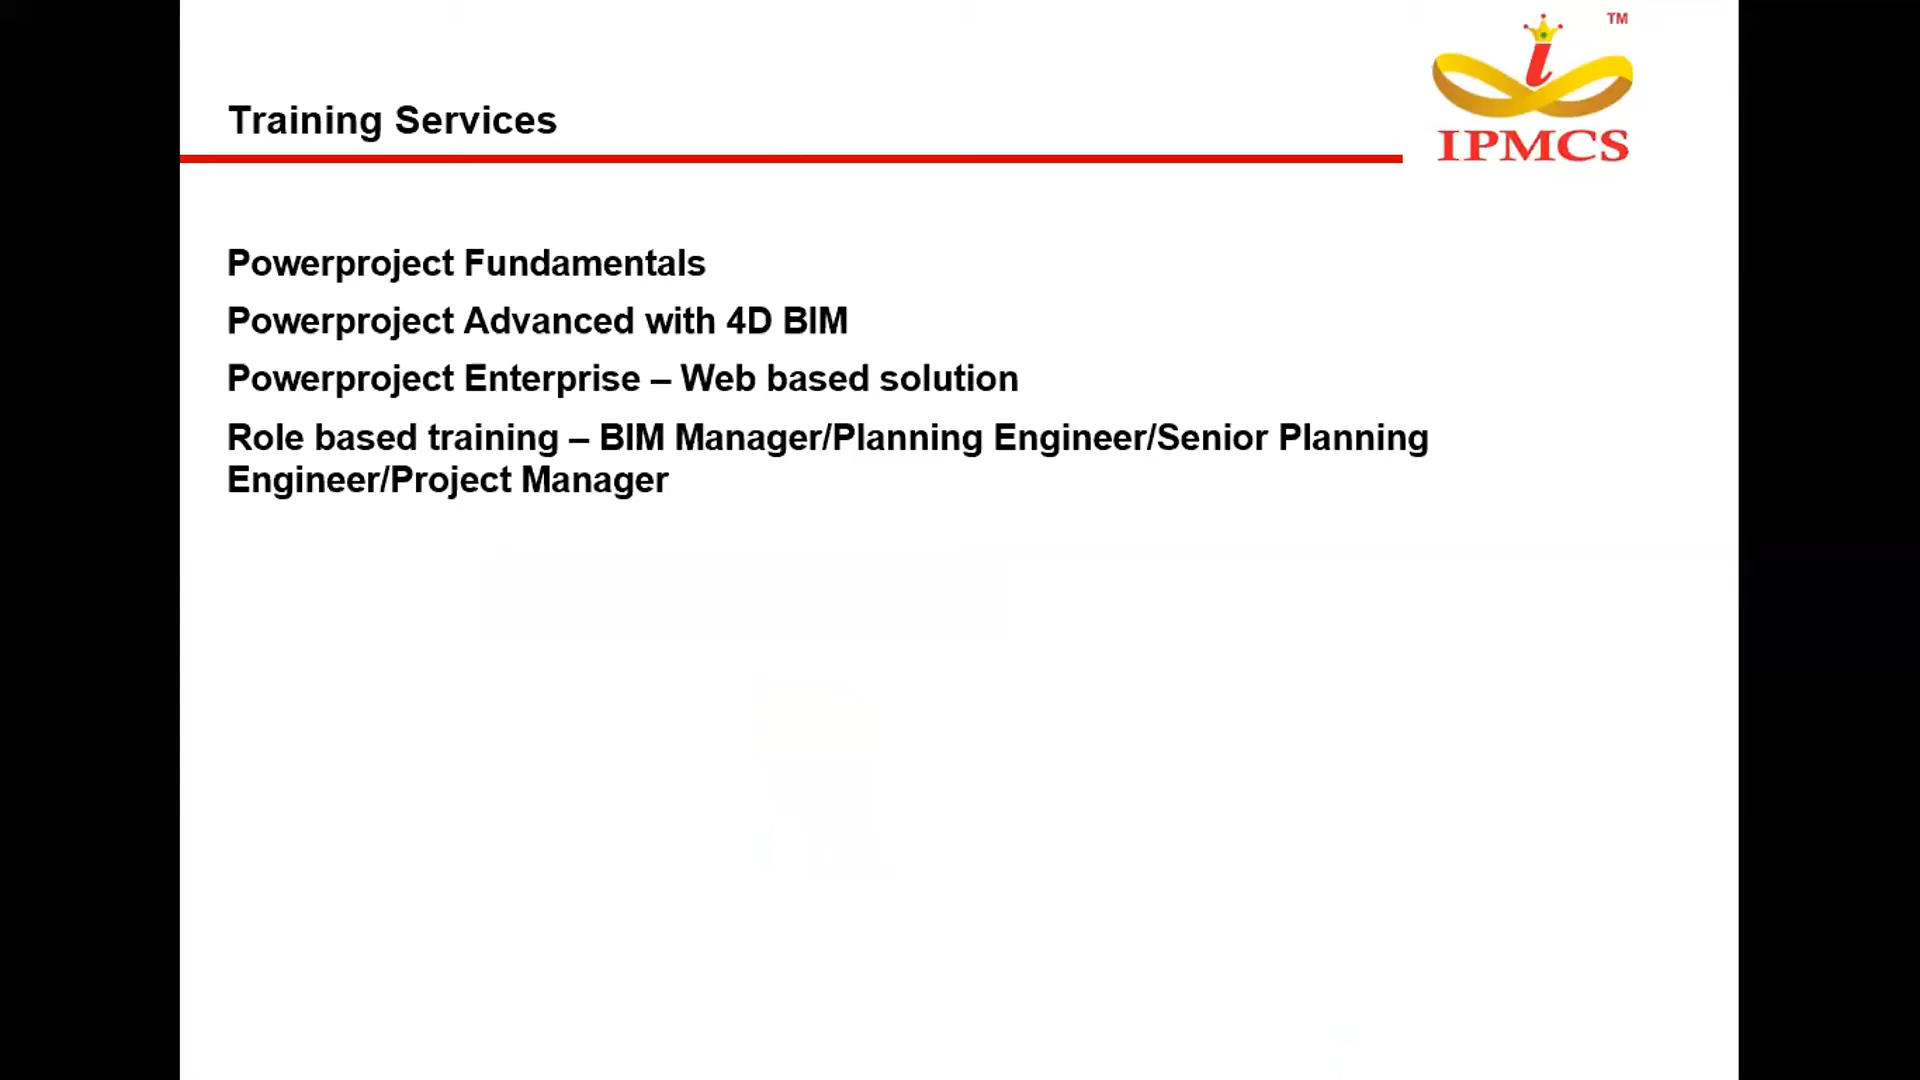 TM
i
IPMCS
Training Services
Powerproject Fundamentals
Powerproject Advanced with 4D BIM
Powerproject Enterprise – Web based solution
Role based training – BIM Manager/Planning Engineer/Senior Planning
Engineer/Project Manager